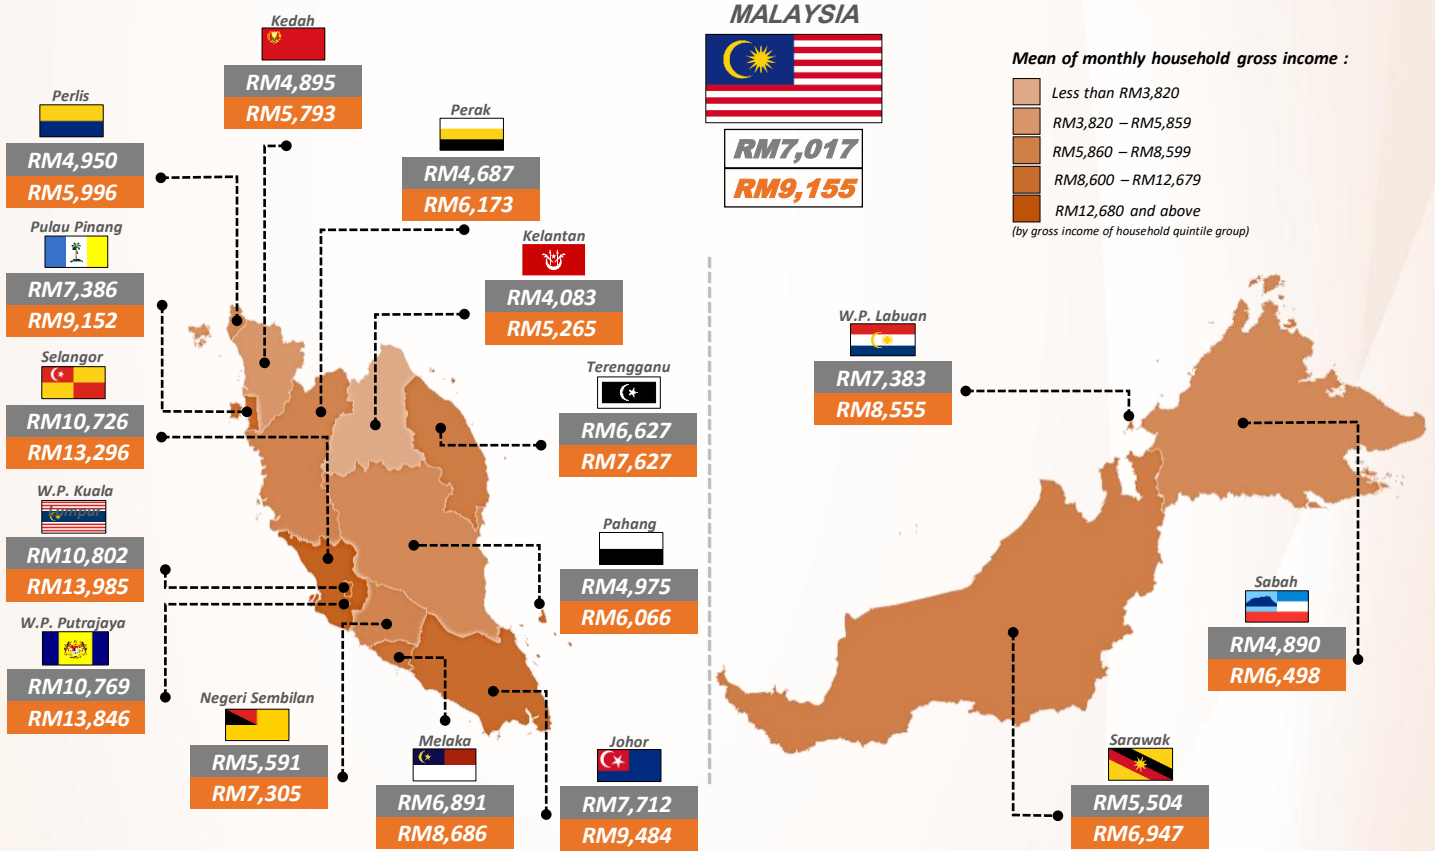 MALAYSIA
RM7,017
RM9,155
Mean of monthly household gross income :
Less than RM3,820
RM3,820 – RM5,859
RM5,860 – RM8,599
RM8,600 – RM12,679
RM12,680 and above
(by gross income of household quintile group)
Kedah
RM4,895
RM5,793
Perlis
RM4,950
RM5,996
Perak
RM4,687
RM6,173
Pulau Pinang
RM7,386
RM9,152
Kelantan
RM4,083
RM5,265
Selangor
RM10,726
RM13,296
Terengganu
RM6,627
RM7,627
W.P. Kuala
Lumpur
RM10,802
RM13,985
Pahang
RM4,975
RM6,066
W.P. Putrajaya
RM10,769
RM13,846
Negeri Sembilan
RM5,591
RM7,305
Melaka
RM6,891
RM8,686
Johor
RM7,712
RM9,484
W.P. Labuan
RM7,383
RM8,555
Sabah
RM4,890
RM6,498
Sarawak
RM5,504
RM6,947